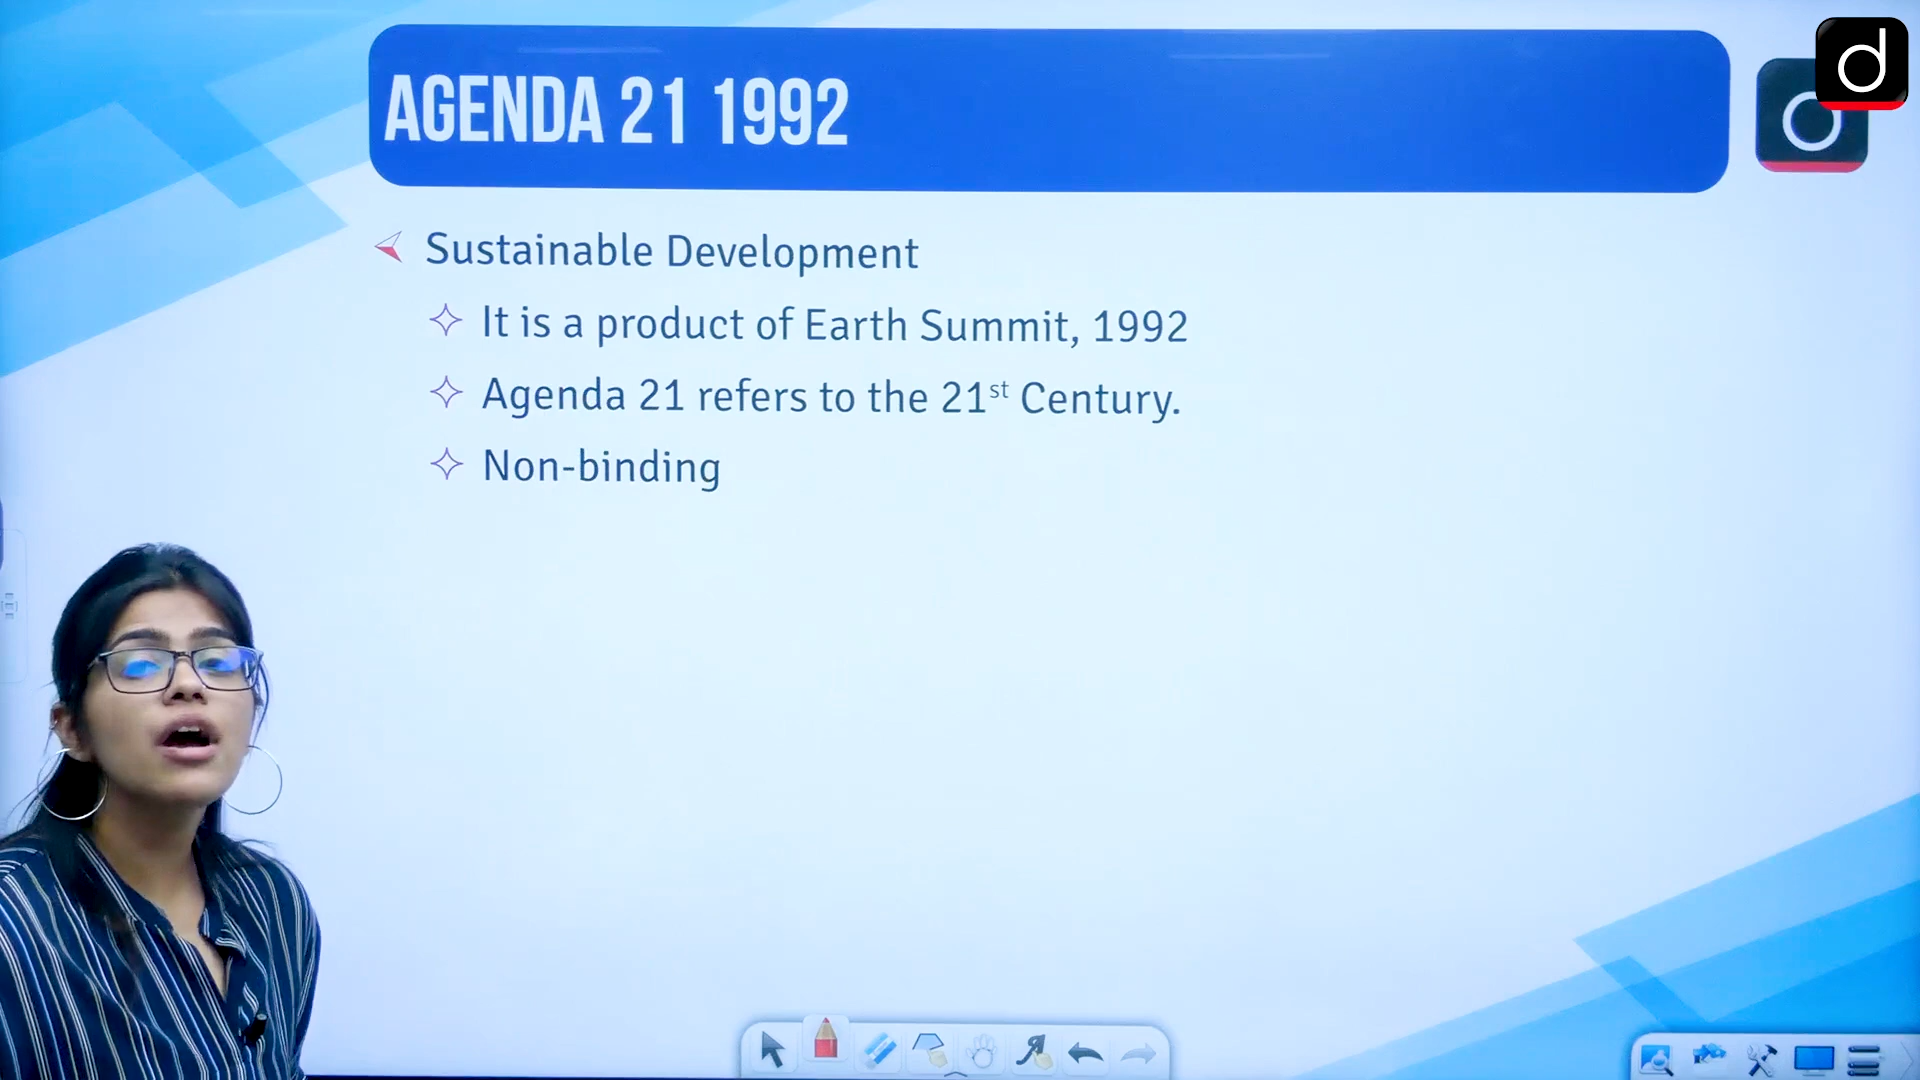 AGENDA 21 1992
d
Sustainable Development
It is a product of Earth Summit, 1992
Agenda 21 refers to the 21st Century.
Non-binding